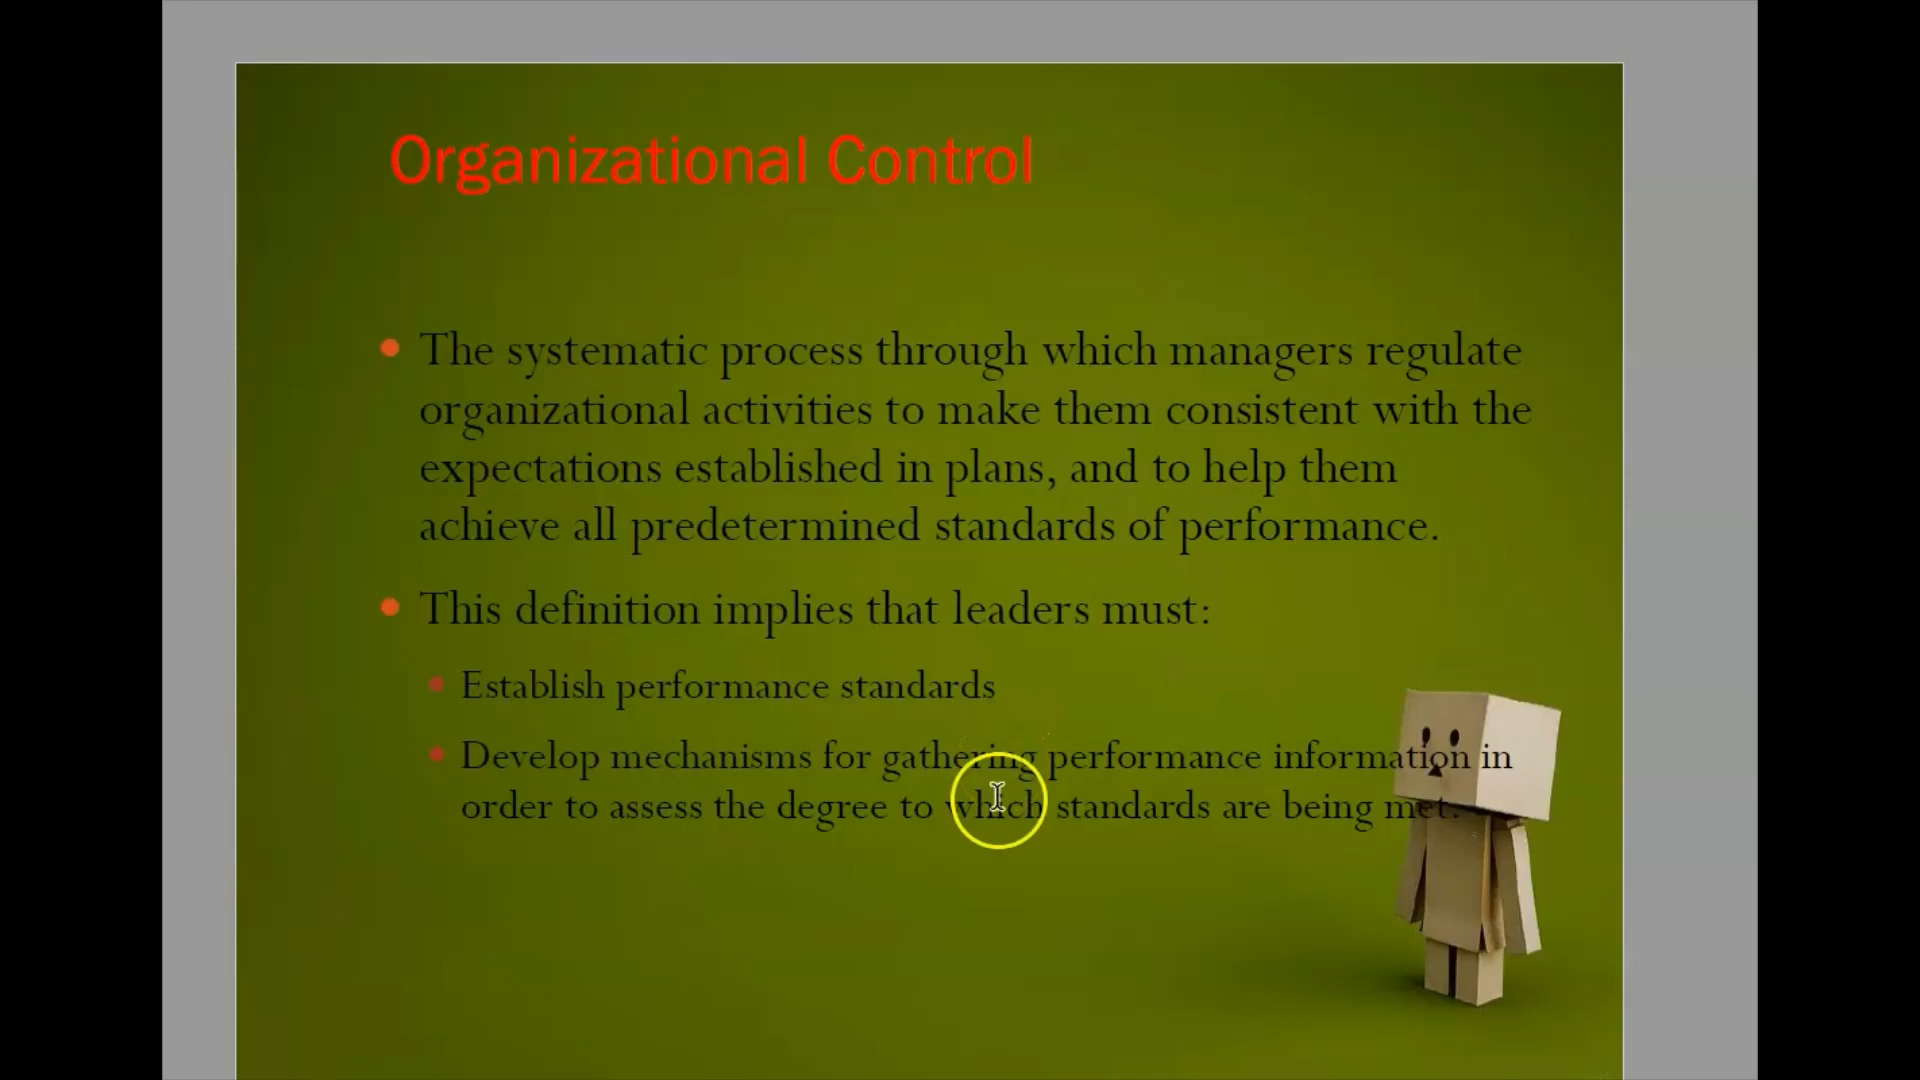 Organizational Control
The systematic process through which managers regulate
organizational activities to make them consistent with the
expectations established in plans, and to help them
achieve all predetermined standards of performance.
This definition implies that leaders must:
Establish performance standards
Develop mechanisms for gathering performance information in
order to assess the degree to which standards are being met.